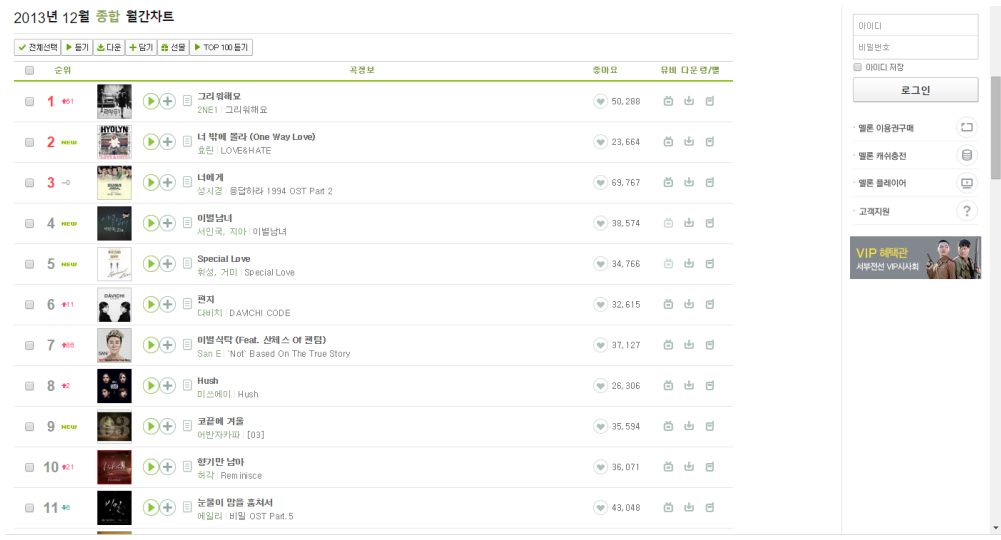 2013년 12월 종합 월간차트
전체선택 듣기 다운 담기 선물 TOP 100 듣기
순위 곡정보 좋아요 뮤비 다운 링/벨
1 61 그리워해요 50,288
2NE1 그리워해요
2 NEW 너 밖에 몰라 (One Way Love) 23,664
효린 LOVE&HATE
3 0 너에게 69,767
성시경 응답하라 1994 OST Part 2
4 NEW 이별남녀 38,574
서인국, 지아 이별남녀
5 NEW Special Love 34,766
휘성, 거미 Special Love
6 11 편지 32,615
다비치 DAVICHI CODE
7 이별식탁 (Feat. 산체스 Of 팬텀) 37,127
San E 'Not' Based On The True Story
8 2 Hush 26,306
미쓰에이 Hush
9 NEW 코끝에 겨울 35,594
어반자카파 [03]
10 21 향기만 남아 36,071
허각 Reminisce
11 눈물이 맘을 훔쳐서 43,048
에일리 비밀 OST Part.5
HYOLYN
DAVICHI
아이디
비밀번호
아이디 저장
로그인
멜론 이용권구매
멜론 캐쉬충전
멜론 플레이어
고객지원
VIP 혜택관
서부전선 VIP시사회